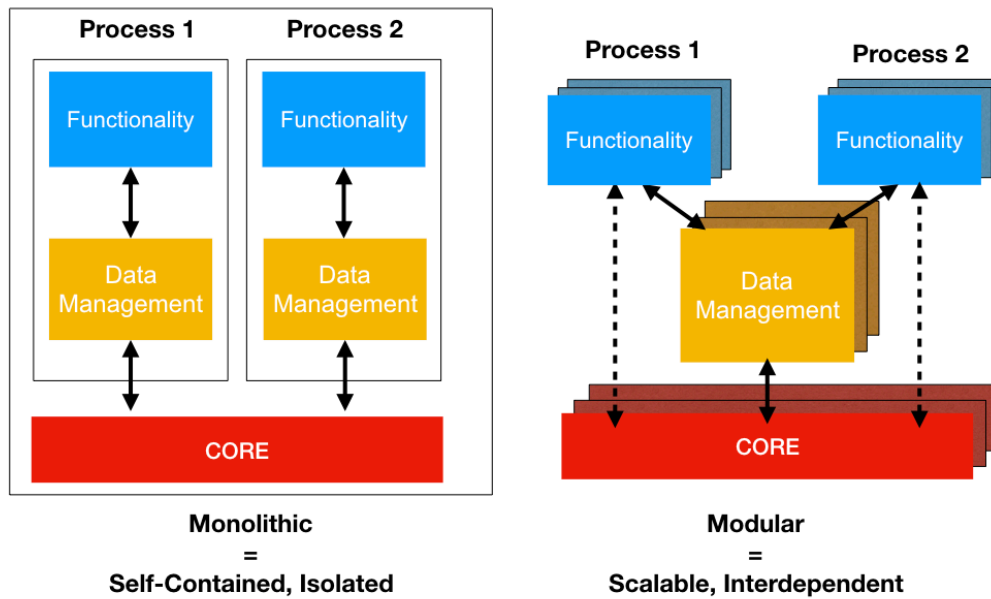 Process 1
Process 2
Functionality
Functionality
Data
Management
Data
Management
CORE
Monolithic
=
Self-Contained, Isolated
Process 1
Process 2
Functionality
Functionality
Data
Management
CORE
Modular
=
Scalable, Interdependent